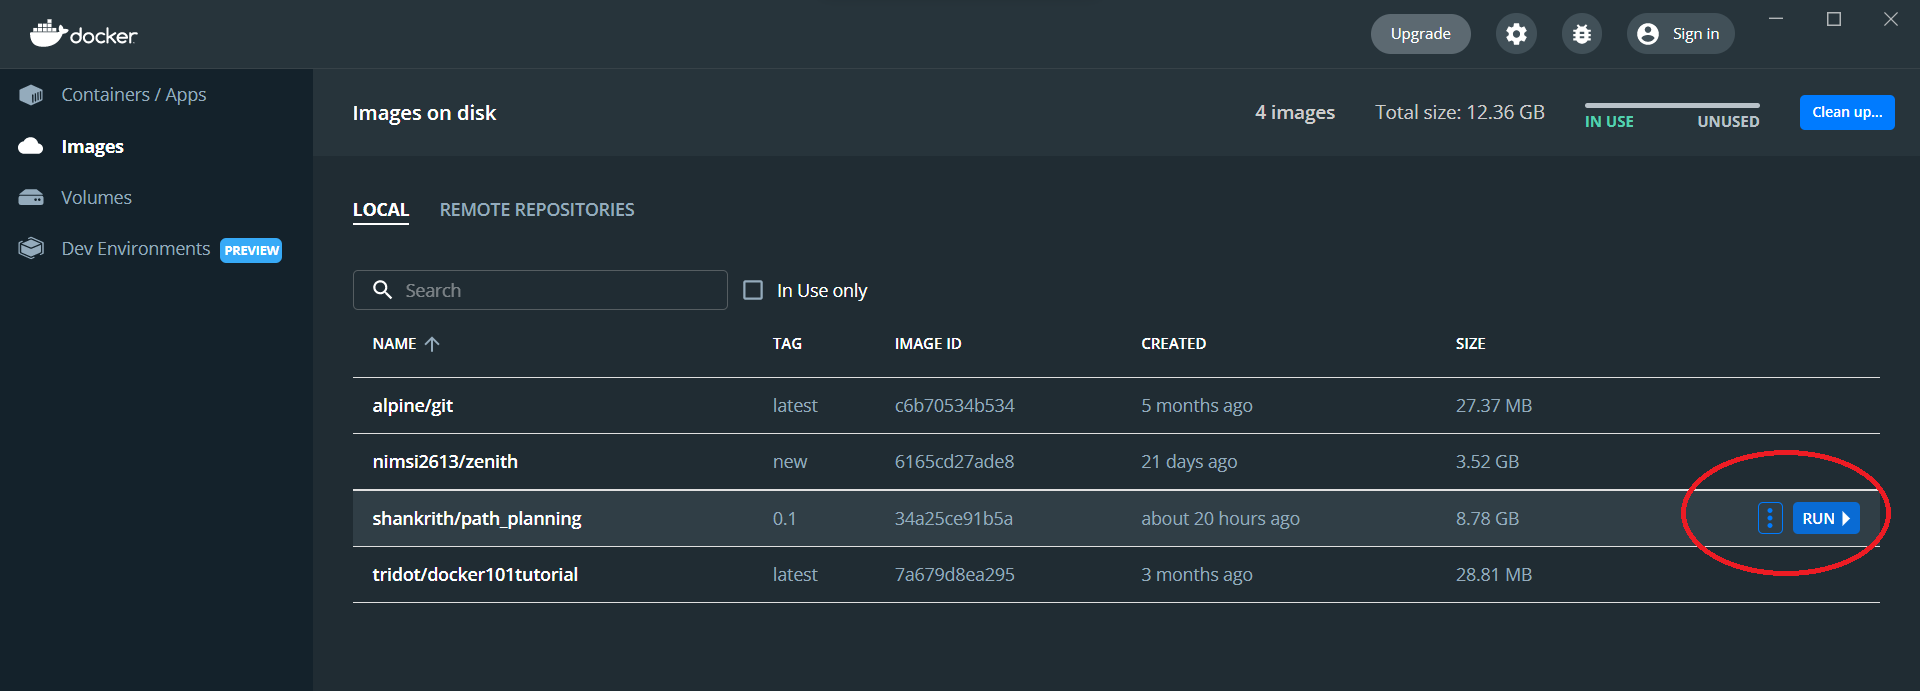 docker
Upgrade
Sign in
Containers / Apps
Images
Volumes
Dev Environments PREVIEW
Images on disk
4 images
Total size: 12.36 GB
IN USE UNUSED
Clean up...
LOCAL REMOTE REPOSITORIES
Search
In Use only
NAME TAG IMAGE ID CREATED SIZE
alpine/git latest c6b70534b534 5 months ago 27.37 MB
nimsi2613/zenith new 6165cd27ade8 21 days ago 3.52 GB
shankrith/path_planning 0.1 34a25ce91b5a about 20 hours ago 8.78 GB RUN
tridot/docker101tutorial latest 7a679d8ea295 3 months ago 28.81 MB